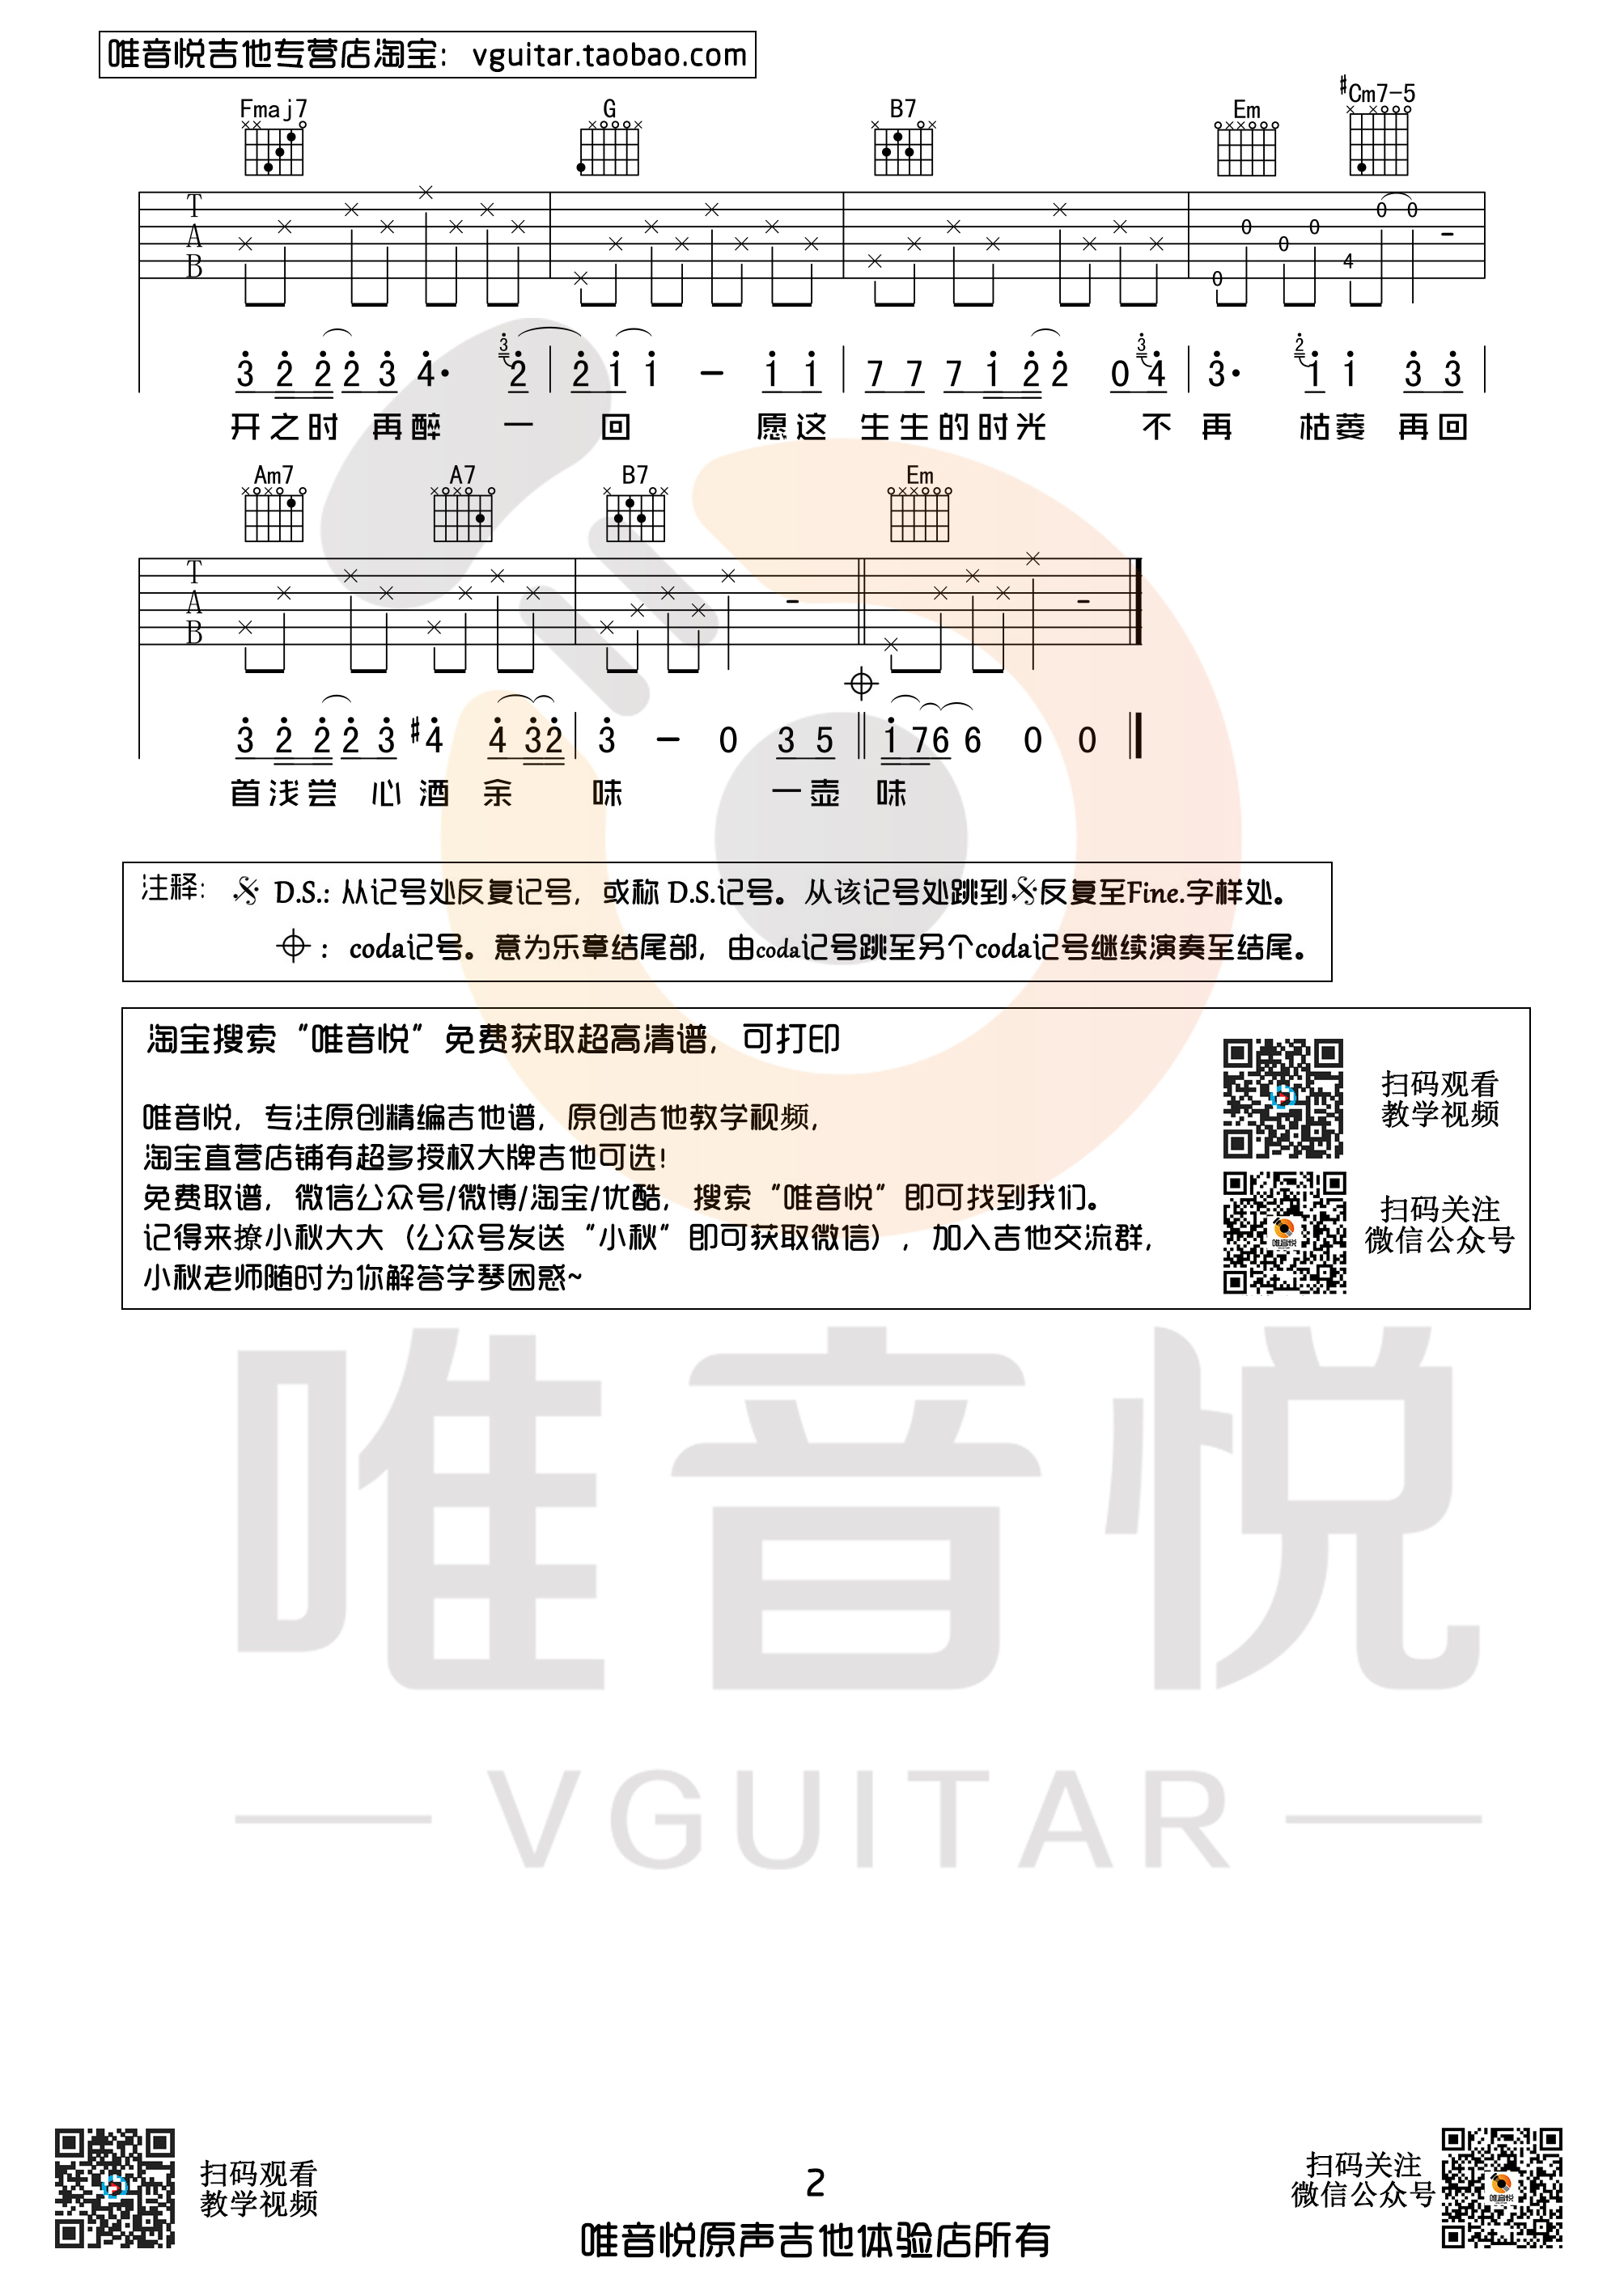 唯音悦吉他专营店淘宝：vguitar.taobao.com
Fmaj7 G B7 Em #Cm7-5
T
A
B
0 0 0 0 4 0 0 -
3 2 2 2 3 4· 3 2 | 2 1 1 - 1 1 | 7 7 7 1 2 2 0 3 4 | 3· 2 1 1 3 3
开之时 再醉 一 回 愿这 生生的时光 不 再 枯萎 再回
Am7 A7 B7 Em
T
A
B
3 2 2 2 3 #4 4 3 2 | 3 - 0 3 5 || 1 7 6 6 0 0
首浅尝 心 酒 余 味 一壶 味
注释： D.S.：从记号处反复记号，或称 D.S.记号。从该记号处跳到反复至Fine.字样处。
：coda记号。意为乐章结尾部，由coda记号跳至另个coda记号继续演奏至结尾。
淘宝搜索“唯音悦”免费获取超高清谱，可打印
唯音悦，专注原创精编吉他谱，原创吉他教学视频，
淘宝直营店铺有超多授权大牌吉他可选！
免费取谱，微信公众号/微博/淘宝/优酷，搜索“唯音悦”即可找到我们。
记得来撩小秋大大（公众号发送“小秋”即可获取微信），加入吉他交流群，
小秋老师随时为你解答学琴困惑~
扫码观看
教学视频
扫码关注
微信公众号
唯音悦
唯音悦
VGUITAR
扫码观看
教学视频
2
唯音悦原声吉他体验店所有
扫码关注
微信公众号
唯音悦